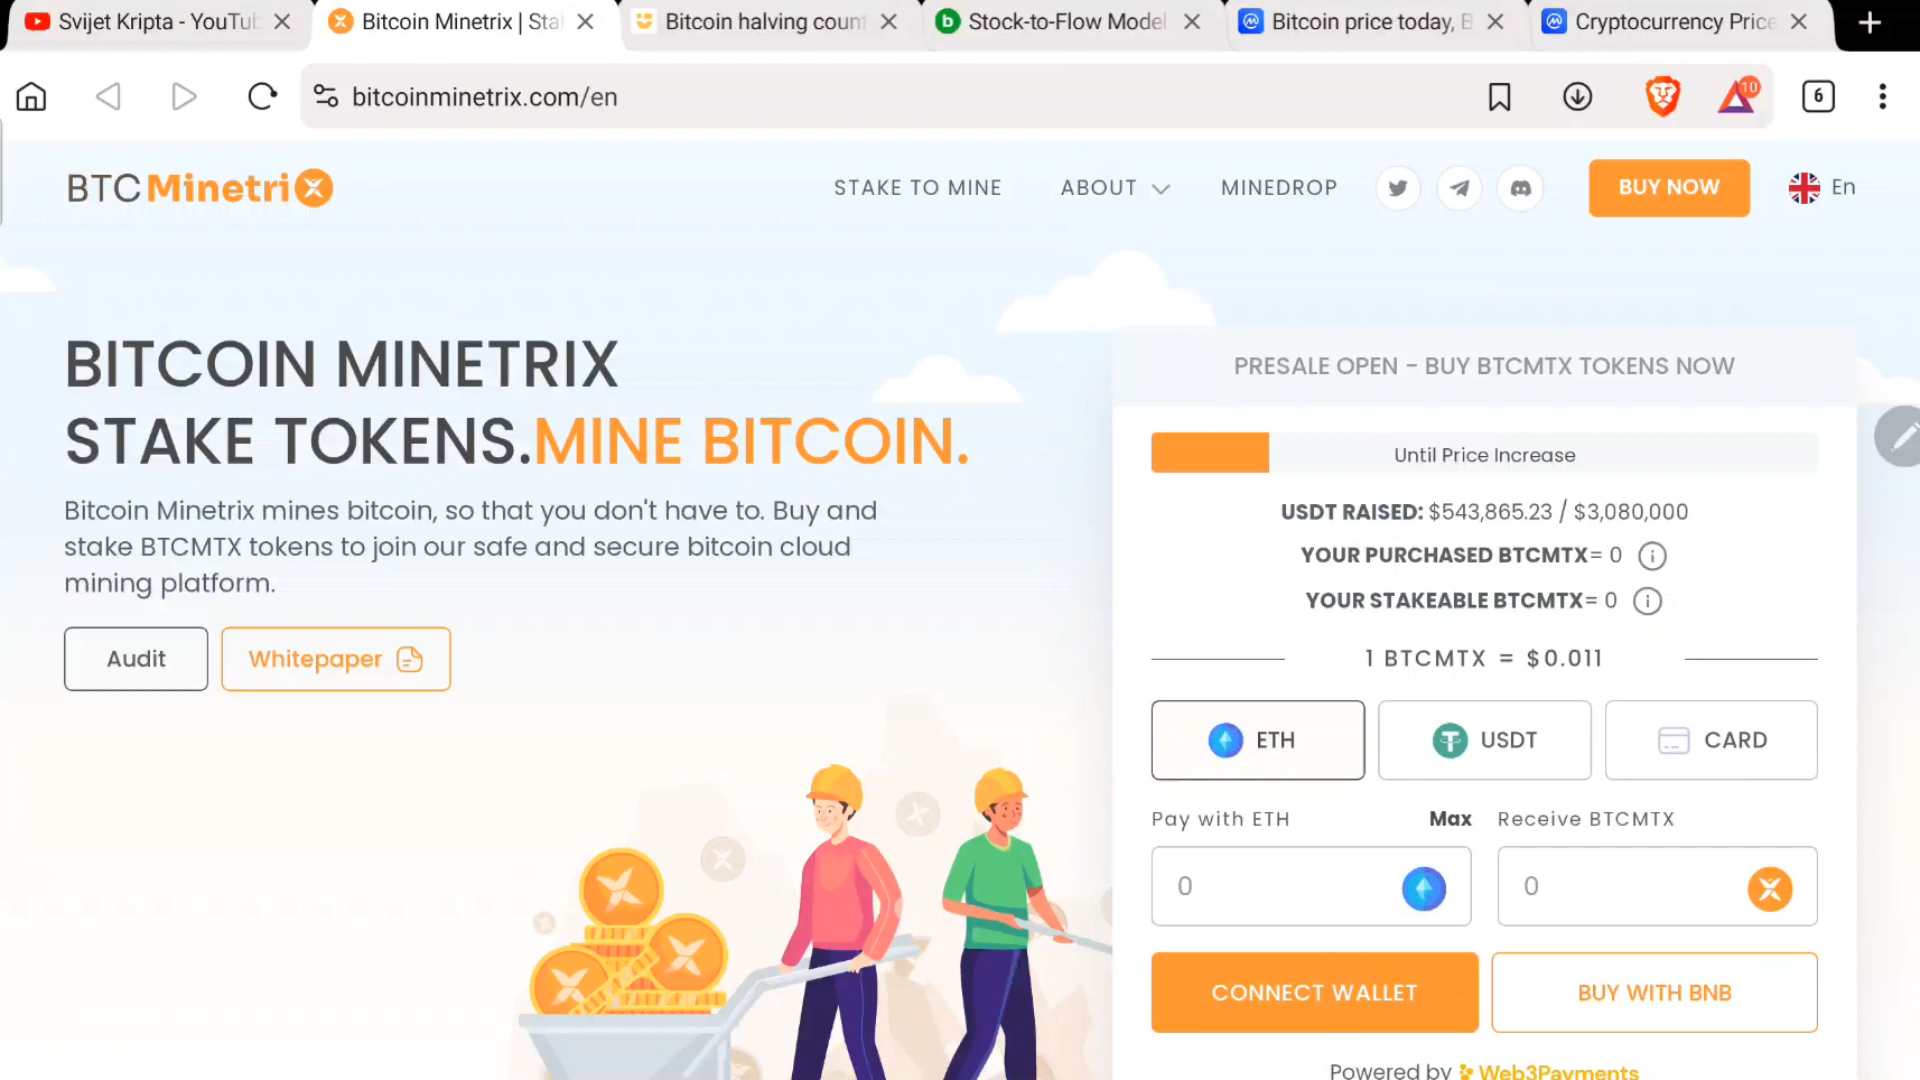 Svijet Kripta - YouTu
Bitcoin Minetrix | Sta
Bitcoin halving coun
Stock-to-Flow Model
Bitcoin price today, B
Cryptocurrency Price
bitcoinminetrix.com/en
10
6
BTC Minetrix
STAKE TO MINE
ABOUT
MINEDROP
BUY NOW
En
BITCOIN MINETRIX
STAKE TOKENS.MINE BITCOIN.
Bitcoin Minetrix mines bitcoin, so that you don't have to. Buy and
stake BTCMTX tokens to join our safe and secure bitcoin cloud
mining platform.
Audit
Whitepaper
PRESALE OPEN - BUY BTCMTX TOKENS NOW
Until Price Increase
USDT RAISED: $543,865.23 / $3,080,000
YOUR PURCHASED BTCMTX= 0
YOUR STAKEABLE BTCMTX= 0
1 BTCMTX = $0.011
ETH
USDT
CARD
Pay with ETH
Max
Receive BTCMTX
0
0
CONNECT WALLET
BUY WITH BNB
Powered by Web3Payments